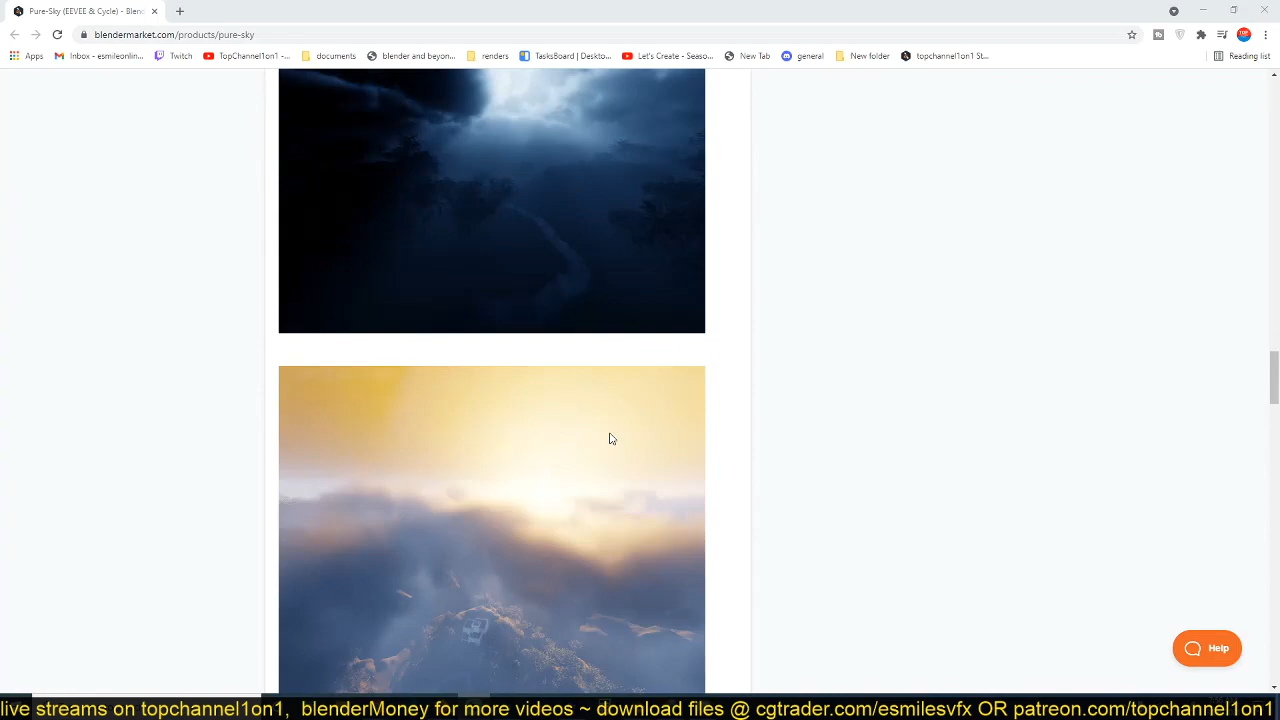 Pure-Sky (EEVEE & Cycle) - Blend
blendermarket.com/products/pure-sky
Apps
Inbox - esmileonlin...
Twitch
TopChannel1on1 -...
documents
blender and beyon...
renders
TasksBoard | Deskto...
Let's Create - Seaso...
New Tab
general
New folder
topchannel1on1 St...
Reading list
Help
live streams on topchannel1on1, blenderMoney for more videos ~ download files @ cgtrader.com/esmilesvfx OR patreon.com/topchannel1on1